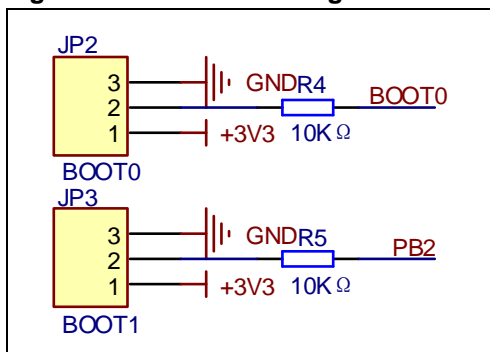 JP2
3
GND R4
BOOT0
2
1
+3V3
10KΩ
BOOT0
JP3
3
GND R5
PB2
2
1
+3V3
10KΩ
BOOT1